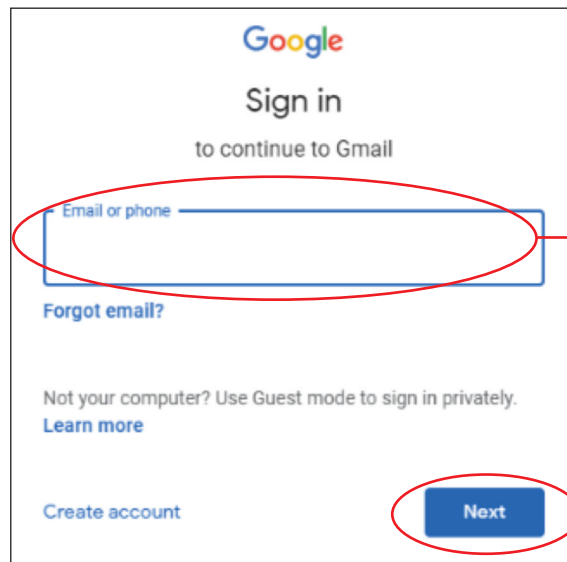 Google
Sign in
to continue to Gmail
Email or phone
Forgot email?
Not your computer? Use Guest mode to sign in privately.
Learn more
Create account
Next